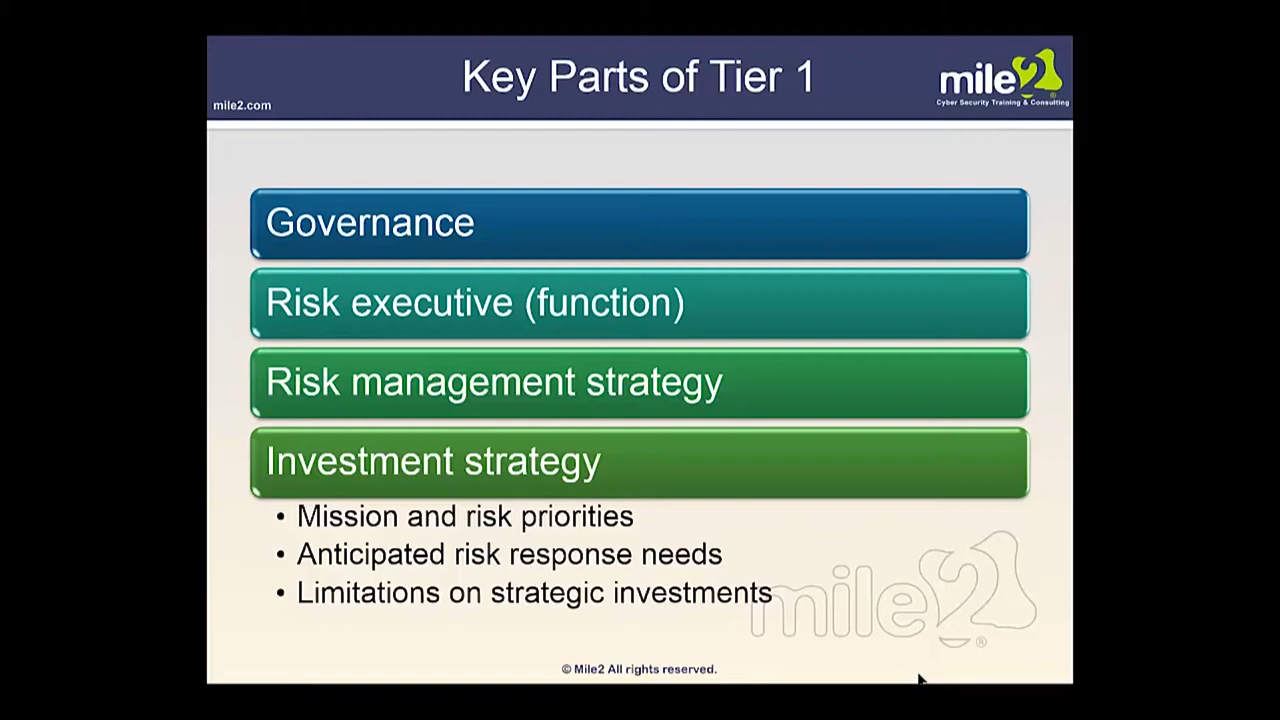 Key Parts of Tier 1
mile2.com
mile2
Cyber Security Training & Consulting
Governance
Risk executive (function)
Risk management strategy
Investment strategy
• Mission and risk priorities
• Anticipated risk response needs
• Limitations on strategic investments
mile2®
© Mile2 All rights reserved.